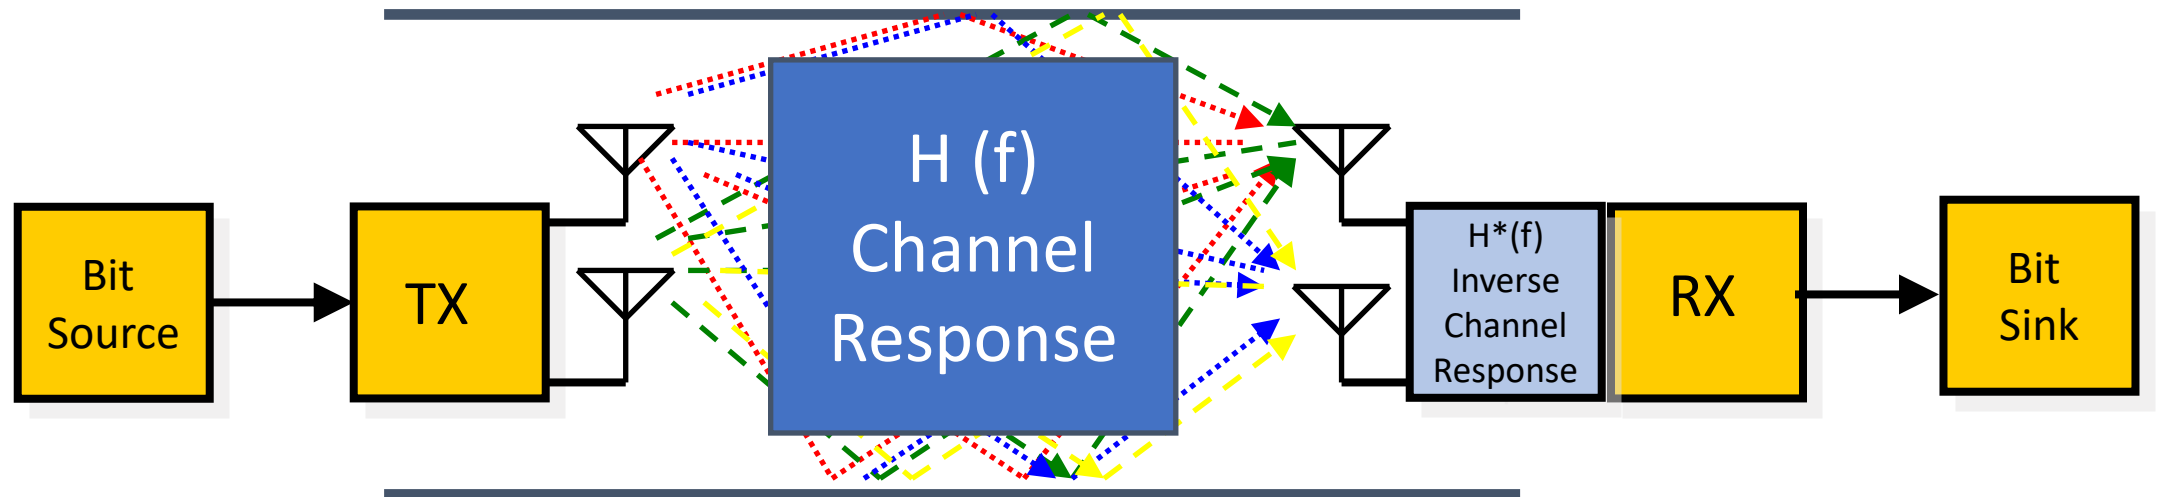 Bit
Source
TX
H (f)
Channel
Response
H*(f)
Inverse
Channel
Response
RX
Bit
Sink